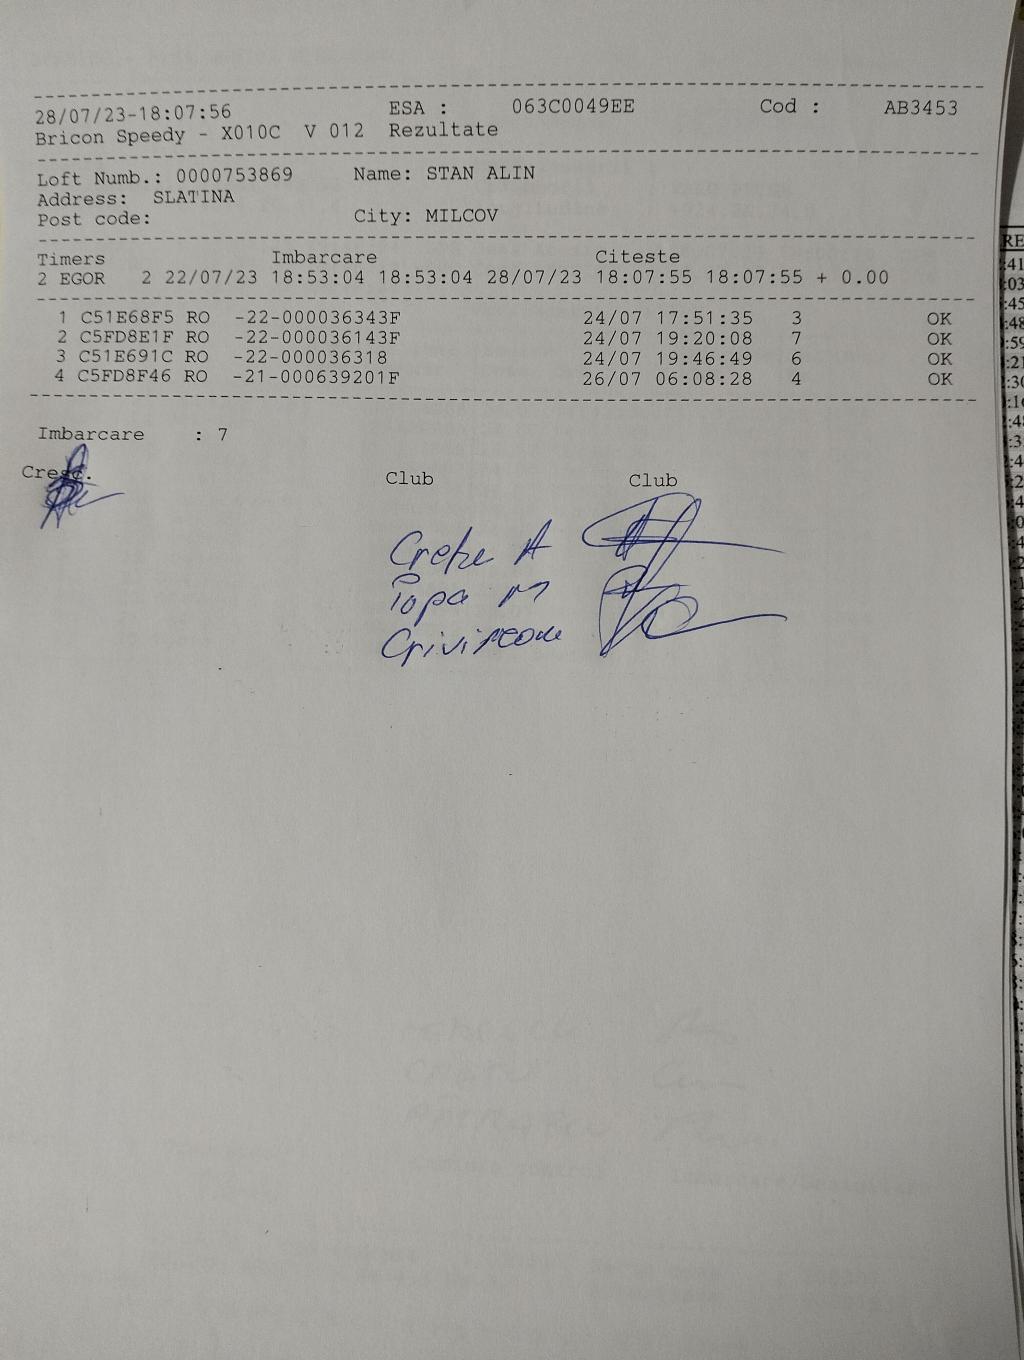 28/07/23-18:07:56 ESA : 063C0049EE Cod : AB3453
Bricon Speedy - X010C V 012 Rezultate
Loft Numb.: 0000753869 Name: STAN ALIN
Address: SLATINA
Post code: City: MILCOV
Timers Imbarcare Citeste
2 EGOR 2 22/07/23 18:53:04 18:53:04 28/07/23 18:07:55 18:07:55 + 0.00
1 C51E68F5 RO -22-000036343F 24/07 17:51:35 3 OK
2 C5FD8E1F RO -22-000036143F 24/07 19:20:08 7 OK
3 C51E691C RO -22-000036318 24/07 19:46:49 6 OK
4 C5FD8F46 RO -21-000639201F 26/07 06:08:28 4 OK
Imbarcare : 7
Cresc. Club Club
A
Popa M